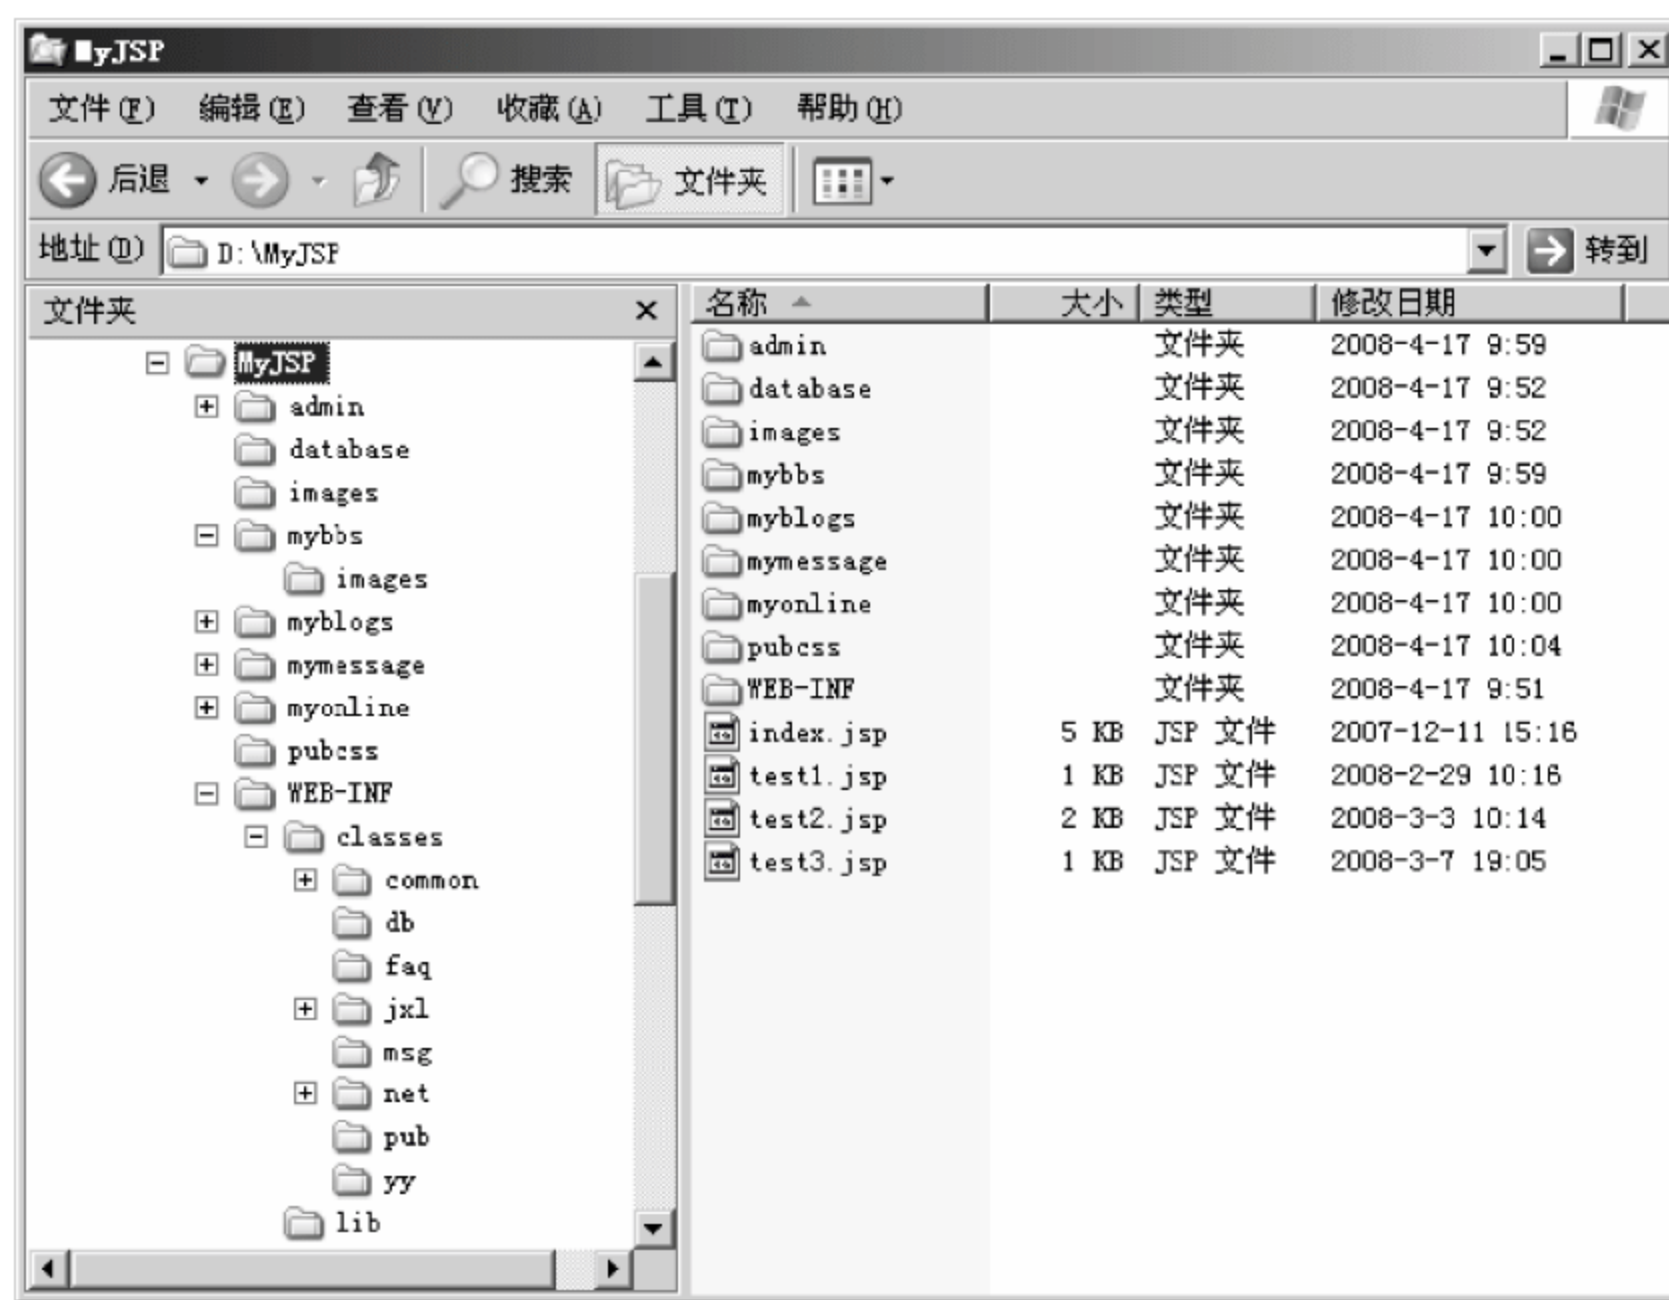 MyJSP
文件(F) 编辑(E) 查看(V) 收藏(A) 工具(T) 帮助(H)
后退 搜索 文件夹
地址(D) D:\MyJSP 转到
文件夹
MyJSP
admin
database
images
mybbs
images
myblogs
mymessage
myonline
pubcss
WEB-INF
classes
common
db
faq
jxl
msg
net
pub
yy
lib
名称 大小 类型 修改日期
admin 文件夹 2008-4-17 9:59
database 文件夹 2008-4-17 9:52
images 文件夹 2008-4-17 9:52
mybbs 文件夹 2008-4-17 9:59
myblogs 文件夹 2008-4-17 10:00
mymessage 文件夹 2008-4-17 10:00
myonline 文件夹 2008-4-17 10:00
pubcss 文件夹 2008-4-17 10:04
WEB-INF 文件夹 2008-4-17 9:51
index.jsp 5 KB JSP 文件 2007-12-11 15:16
test1.jsp 1 KB JSP 文件 2008-2-29 10:16
test2.jsp 2 KB JSP 文件 2008-3-3 10:14
test3.jsp 1 KB JSP 文件 2008-3-7 19:05